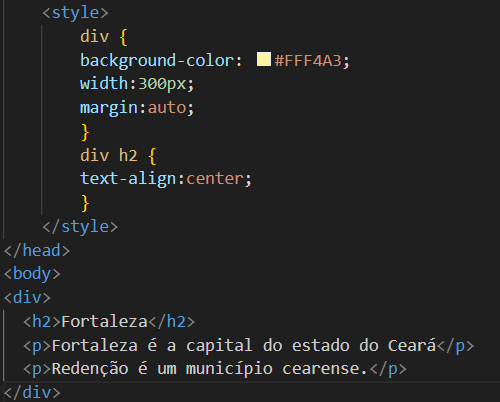 <style>
div {
background-color: #FFF4A3;
width:300px;
margin:auto;
}
div h2 {
text-align:center;
}
</style>
</head>
<body>
<div>
<h2>Fortaleza</h2>
<p>Fortaleza é a capital do estado do Ceará</p>
<p>Redenção é um município cearense.</p>
</div>